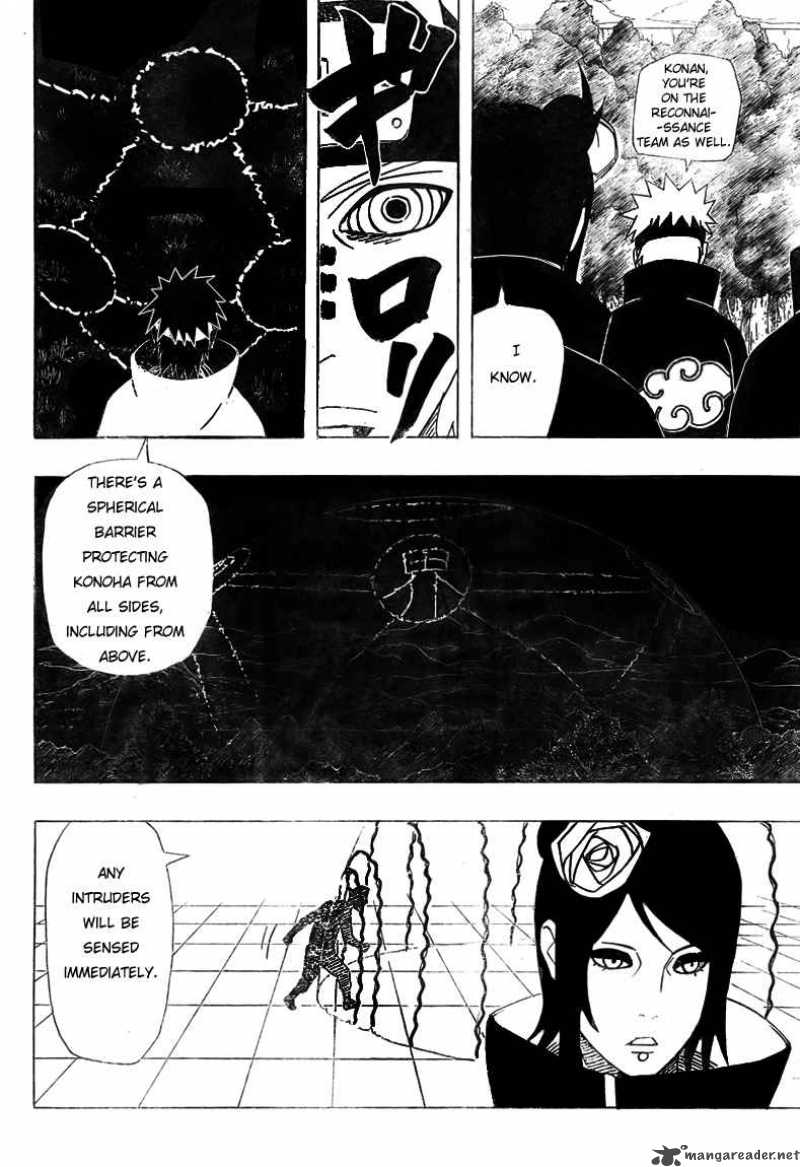 KONAN,
YOU'RE
ON THE
RECONNAI-
-SSANCE
TEAM AS WELL.
I
KNOW.
ギロリ
THERE'S A
SPHERICAL
BARRIER
PROTECTING
KONOHA FROM
ALL SIDES,
INCLUDING FROM
ABOVE.
界
ANY
INTRUDERS
WILL BE
SENSED
IMMEDIATELY.
mangareader.net